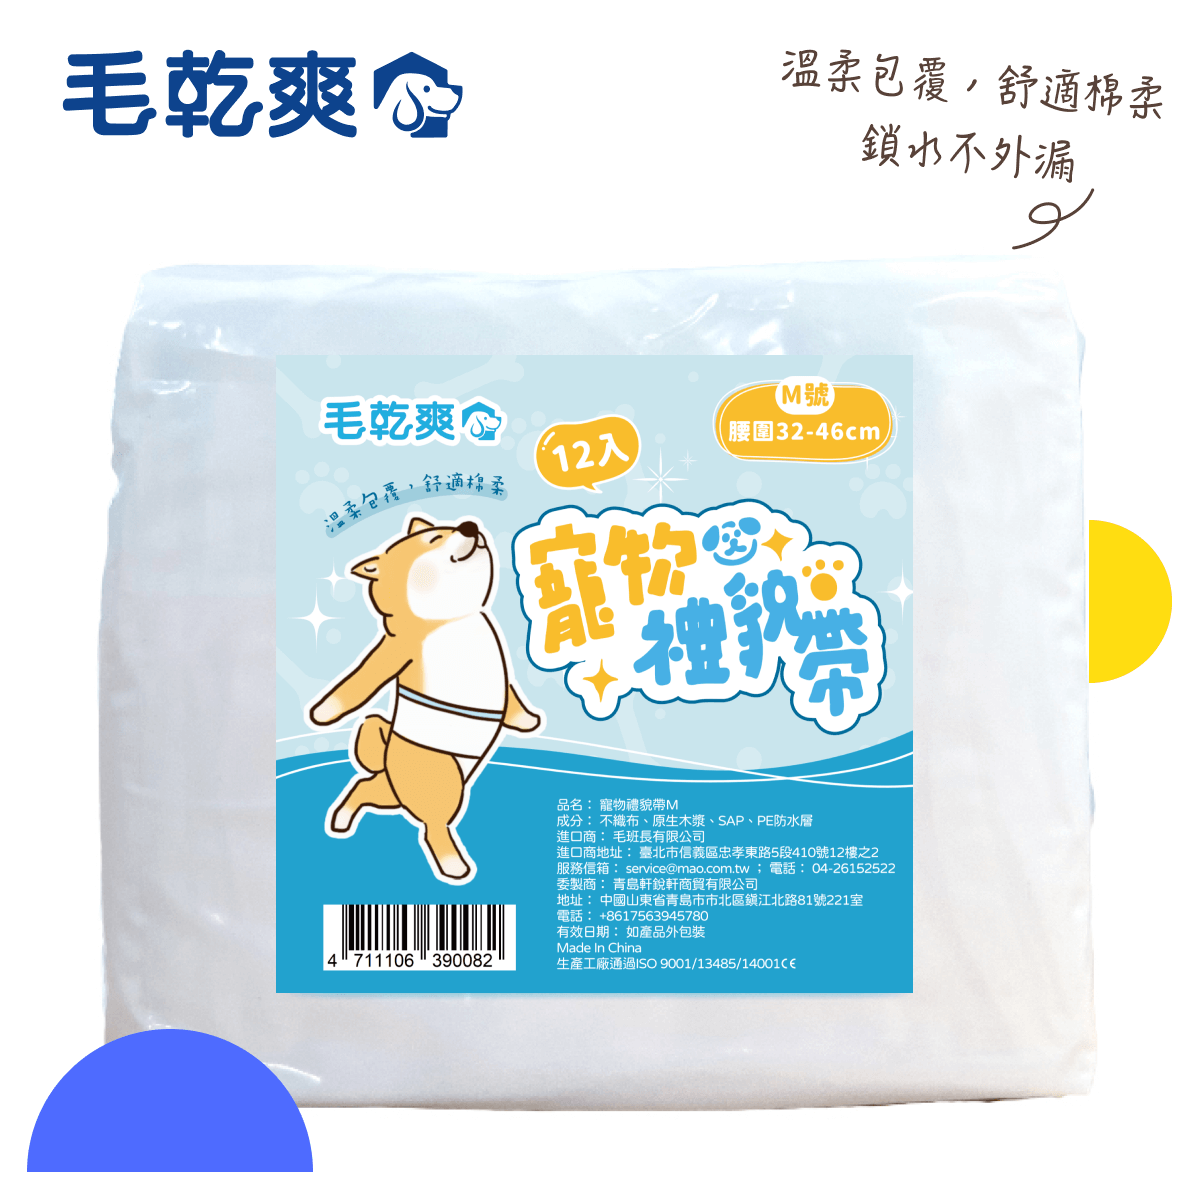 毛乾爽
溫柔包覆，舒適棉柔
鎖水不外漏
毛乾爽
12入
M號
腰圍32-46cm
溫柔包覆，舒適棉柔
寵物
禮貌帶
品名： 寵物禮貌帶M
成分： 不織布、原生木漿、SAP、PE防水層
進口商： 毛班長有限公司
進口商地址： 臺北市信義區忠孝東路5段410號12樓之2
服務信箱： service@mao.com.tw ； 電話： 04-26152522
委製商： 青島軒銳軒商貿有限公司
地址： 中國山東省青島市市北區鎮江北路81號221室
電話： +8617563945780
有效日期： 如產品外包裝
Made In China
生產工廠通過ISO 9001/13485/14001CE
4 711106 390082